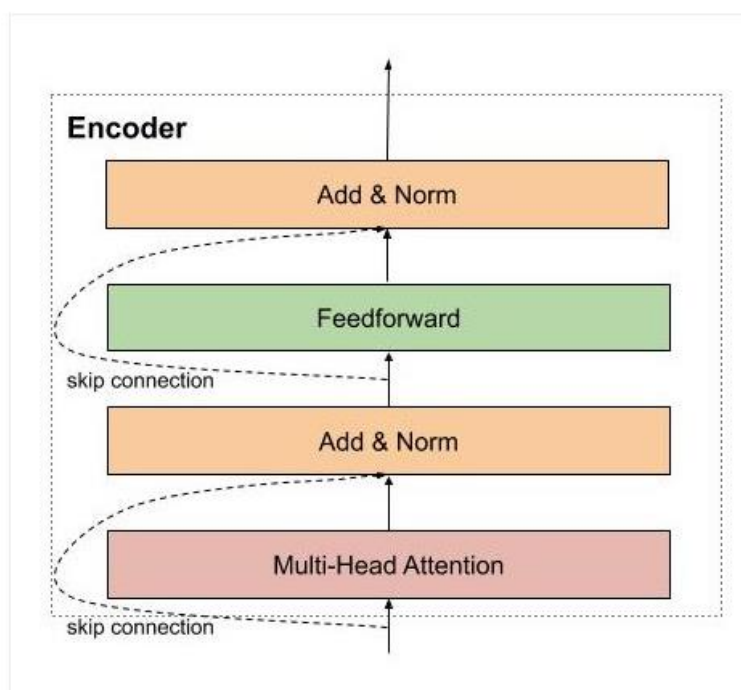 Encoder
Add & Norm
Feedforward
skip connection
Add & Norm
Multi-Head Attention
skip connection